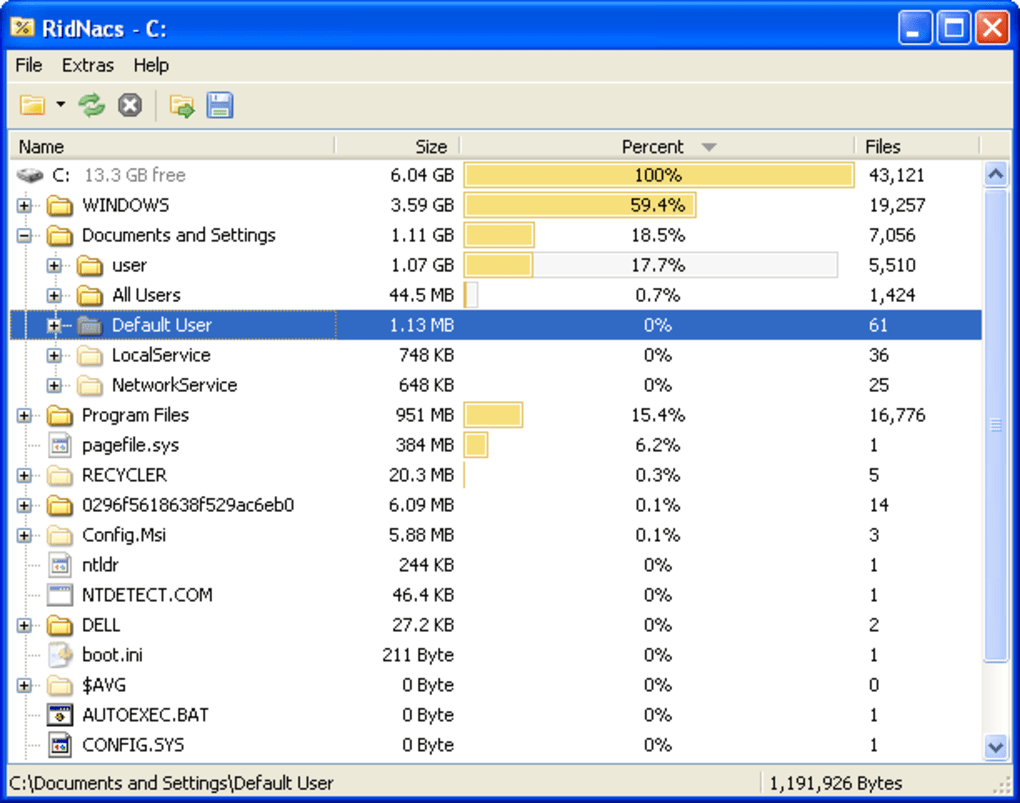 RidNacs - C:
File Extras Help
Name Size Percent Files
C: 13.3 GB free 6.04 GB 100% 43,121
WINDOWS 3.59 GB 59.4% 19,257
Documents and Settings 1.11 GB 18.5% 7,056
user 1.07 GB 17.7% 5,510
All Users 44.5 MB 0.7% 1,424
Default User 1.13 MB 0% 61
LocalService 748 KB 0% 36
NetworkService 648 KB 0% 25
Program Files 951 MB 15.4% 16,776
pagefile.sys 384 MB 6.2% 1
RECYCLER 20.3 MB 0.3% 5
0296f5618638f529ac6eb0 6.09 MB 0.1% 14
Config.Msi 5.88 MB 0.1% 3
ntldr 244 KB 0% 1
NTDETECT.COM 46.4 KB 0% 1
DELL 27.2 KB 0% 2
boot.ini 211 Byte 0% 1
$AVG 0 Byte 0% 0
AUTOEXEC.BAT 0 Byte 0% 1
CONFIG.SYS 0 Byte 0% 1
C:\Documents and Settings\Default User 1,191,926 Bytes